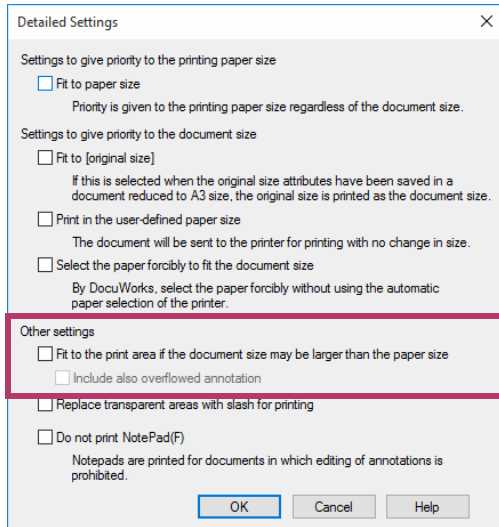 Detailed Settings
Settings to give priority to the printing paper size
Fit to paper size
Priority is given to the printing paper size regardless of the document size.
Settings to give priority to the document size
Fit to [original size]
If this is selected when the original size attributes have been saved in a
document reduced to A3 size, the original size is printed as the document size.
Print in the user-defined paper size
The document will be sent to the printer for printing with no change in size.
Select the paper forcibly to fit the document size
By DocuWorks, select the paper forcibly without using the automatic
paper selection of the printer.
Other settings
Fit to the print area if the document size may be larger than the paper size
Include also overflowed annotation
Replace transparent areas with slash for printing
Do not print NotePad(F)
Notepads are printed for documents in which editing of annotations is
prohibited.
OK Cancel Help